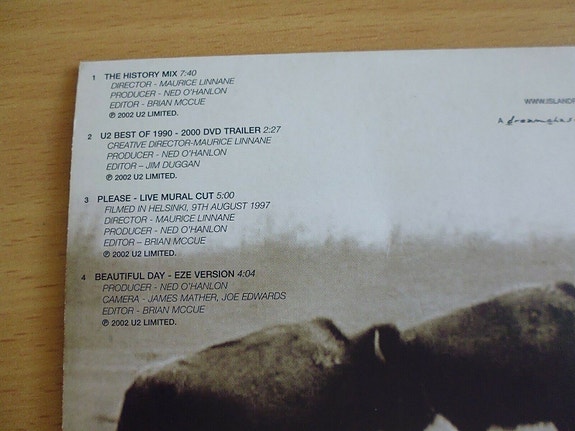 1 THE HISTORY MIX 7:40
DIRECTOR - MAURICE LINNANE
PRODUCER - NED O'HANLON
EDITOR - BRIAN MCCUE
℗ 2002 U2 LIMITED.
2 U2 BEST OF 1990 - 2000 DVD TRAILER 2:27
CREATIVE DIRECTOR-MAURICE LINNANE
PRODUCER - NED O'HANLON
EDITOR – JIM DUGGAN
℗ 2002 U2 LIMITED.
3 PLEASE - LIVE MURAL CUT 5:00
FILMED IN HELSINKI, 9TH AUGUST 1997
DIRECTOR - MAURICE LINNANE
PRODUCER - NED O'HANLON
EDITOR – BRIAN MCCUE
℗ 2002 U2 LIMITED.
4 BEAUTIFUL DAY - EZE VERSION 4:04
PRODUCER - NED O'HANLON
CAMERA - JAMES MATHER, JOE EDWARDS
EDITOR - BRIAN MCCUE
℗ 2002 U2 LIMITED.
A